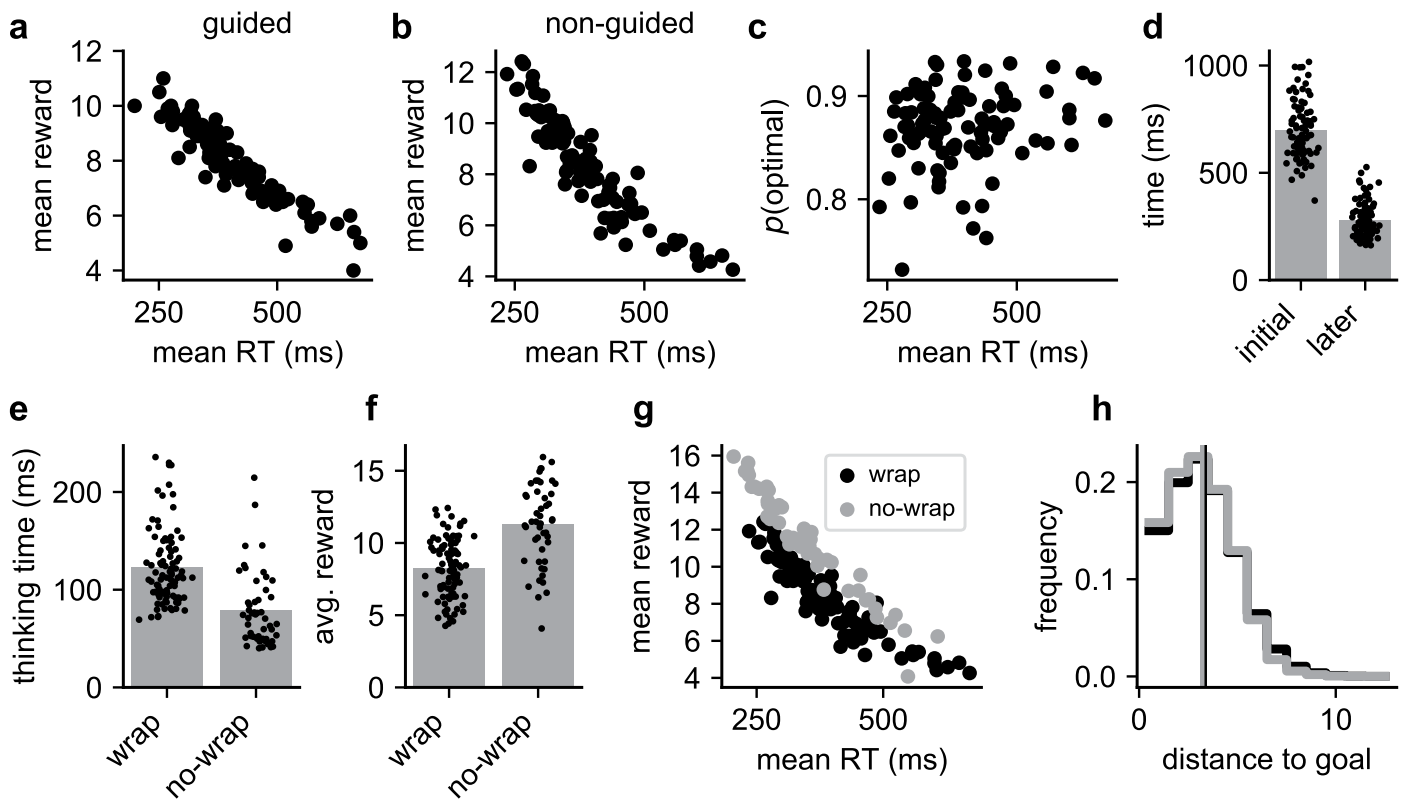 a
guided
mean reward
12
10
8
6
4
250
500
mean RT (ms)
b
non-guided
mean reward
12
10
8
6
4
250
500
mean RT (ms)
c
p(optimal)
0.9
0.8
250
500
mean RT (ms)
d
time (ms)
1000
500
0
initial
later
e
thinking time (ms)
200
100
0
wrap
no-wrap
f
avg. reward
15
10
5
0
wrap
no-wrap
g
mean reward
16
14
12
10
8
6
4
wrap
no-wrap
250
500
mean RT (ms)
h
frequency
0.2
0.1
0.0
0
10
distance to goal